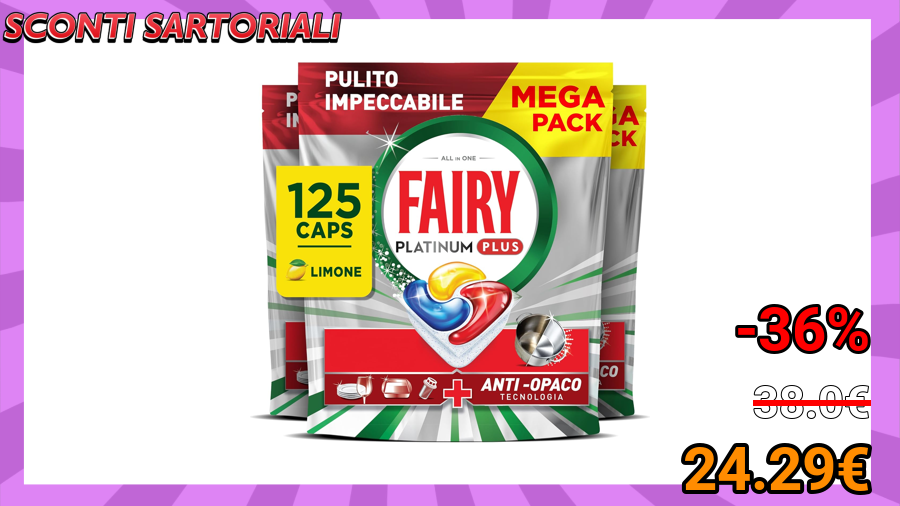 SCONTI SARTORIALI
PULITO
IMPECCABILE
MEGA
PACK
ALL IN ONE
FAIRY
PLATINUM PLUS
125
CAPS
LIMONE
ANTI-OPACO
TECNOLOGIA
-36%
38.0€
24.29€